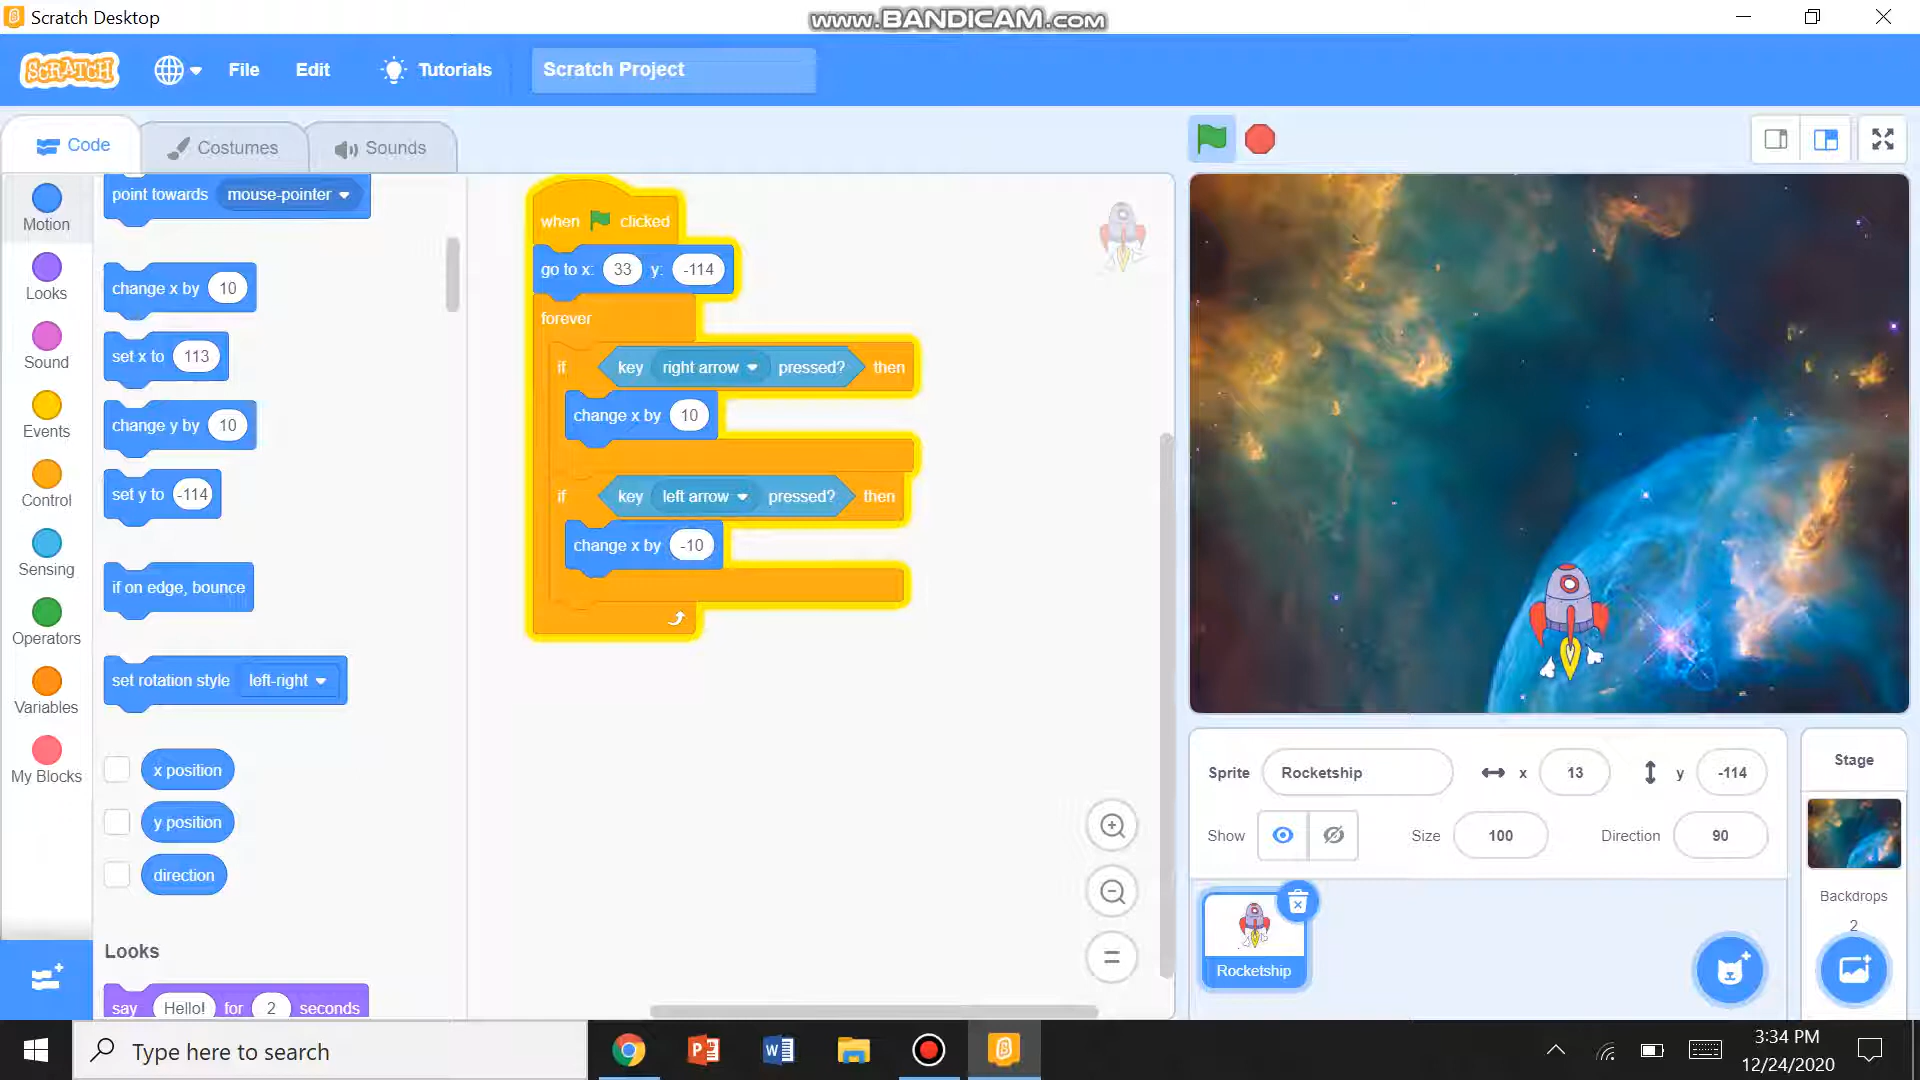 Scratch Desktop
www.BANDICAM.com
SCRATCH
File
Edit
Tutorials
Scratch Project
Code
Costumes
Sounds
Motion
Looks
Sound
Events
Control
Sensing
Operators
Variables
My Blocks
point towards mouse-pointer
change x by 10
set x to 113
change y by 10
set y to -114
if on edge, bounce
set rotation style left-right
x position
y position
direction
Looks
say Hello! for 2 seconds
when clicked
go to x: 33 y: -114
forever
if key right arrow pressed? then
change x by 10
if key left arrow pressed? then
change x by -10
Sprite Rocketship x 13 y -114
Show Size 100 Direction 90
Rocketship
Stage
Backdrops
2
Type here to search
3:34 PM
12/24/2020